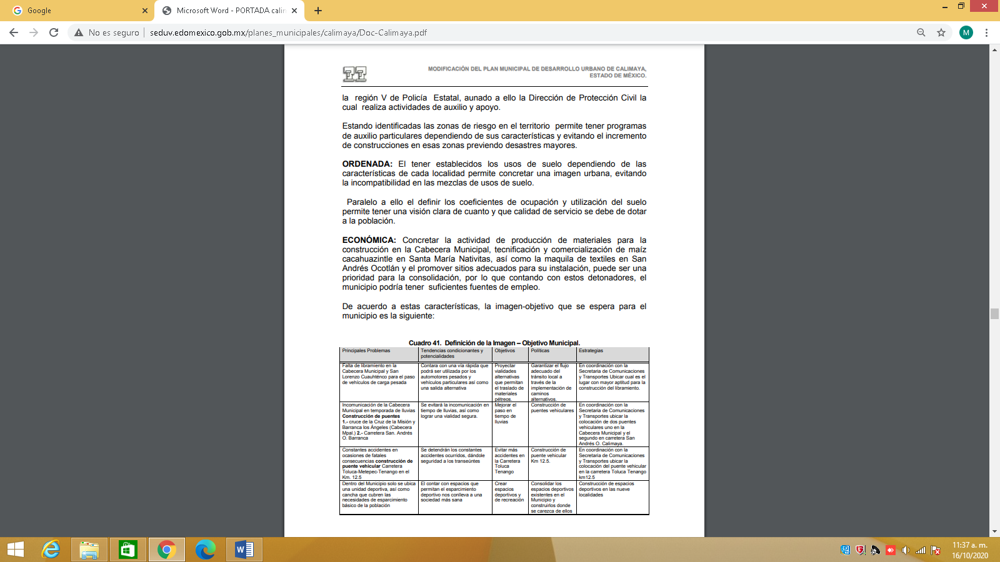 Google
Microsoft Word - PORTADA calin
No es seguro
seduv.edomexico.gob.mx/planes_municipales/calimaya/Doc-Calimaya.pdf
M
MODIFICACIÓN DEL PLAN MUNICIPAL DE DESARROLLO URBANO DE CALIMAYA,
ESTADO DE MÉXICO.
la región V de Policía Estatal, aunado a ello la Dirección de Protección Civil la
cual realiza actividades de auxilio y apoyo.
Estando identificadas las zonas de riesgo en el territorio permite tener programas
de auxilio particulares dependiendo de sus características y evitando el incremento
de construcciones en esas zonas previendo desastres mayores.
ORDENADA: El tener establecidos los usos de suelo dependiendo de las
características de cada localidad permite concretar una imagen urbana, evitando
la incompatibilidad en las mezclas de usos de suelo.
Paralelo a ello el definir los coeficientes de ocupación y utilización del suelo
permite tener una visión clara de cuanto y que calidad de servicio se debe de dotar
a la población.
ECONÓMICA: Concretar la actividad de producción de materiales para la
construcción en la Cabecera Municipal, tecnificación y comercialización de maíz
cacahuazintle en Santa María Nativitas, así como la maquila de textiles en San
Andrés Ocotlán y el promover sitios adecuados para su instalación, puede ser una
prioridad para la consolidación, por lo que contando con estos detonadores, el
municipio podría tener suficientes fuentes de empleo.
De acuerdo a estas características, la imagen-objetivo que se espera para el
municipio es la siguiente:
Cuadro 41. Definición de la Imagen – Objetivo Municipal.
Principales Problemas
Tendencias condicionantes y
potencialidades
Objetivos
Políticas
Estrategias
Falta de libramiento en la
Cabecera Municipal y San
Lorenzo Cuauhténco para el paso
de vehículos de carga pesada
Contara con una vía rápida que
podrá ser utilizada por los
automotores pesados y
vehículos particulares así como
una salida alternativa
Proyectar
vialidades
alternativas
que permitan
el traslado de
materiales
pétreos.
Garantizar el flujo
adecuado del
tránsito local a
través de la
implementación de
caminos
alternativos.
En coordinación con la
Secretaria de Comunicaciones
y Transportes Ubicar cual es el
lugar con mayor aptitud para la
construcción del libramiento.
Incomunicación de la Cabecera
Municipal en temporada de lluvias
Construcción de puentes
1.- cruce de la Cruz de la Misión y
Barranca los Ángeles (Cabecera
Mpal.) 2.- Carretera San. Andrés
O. Barranca
Se evitará la incomunicación en
tiempo de lluvias, así como
lograr una vialidad segura.
Mejorar el
paso en
tiempo de
lluvias
Construcción de
puentes vehiculares
En coordinación con la
Secretaria de Comunicaciones
y Transportes ubicar la
colocación de dos puentes
vehiculares uno en la
Cabecera Municipal y el
segundo en carretera San
Andrés O. Calimaya.
Constantes accidentes en
ocasiones de fatales
consecuencias construcción de
puente vehicular Carretera
Toluca-Metepec-Tenango en el
Km. 12.5
Se detendrán los constantes
accidentes ocurridos, dándole
seguridad a los transeúntes
Evitar más
accidentes en
la Carretera
Toluca
Tenango
Construcción de
puente vehicular
Km 12.5.
En coordinación con la
Secretaria de Comunicaciones
y Transportes ubicar la
colocación del puente vehicular
en la carretera Toluca Tenango
km12.5
Dentro del Municipio solo se ubica
una unidad deportiva, así como
cancha que cubren las
necesidades de esparcimiento
básico de la población
El contar con espacios que
permitan el esparcimiento
deportivo nos conlleva a una
sociedad más sana
Crear
espacios
deportivos y
de recreación
Consolidar los
espacios deportivos
existentes en el
Municipio y
construirlos donde
se carezca de ellos
Construcción de espacios
deportivos en las nueve
localidades
11:37 a. m.
16/10/2020